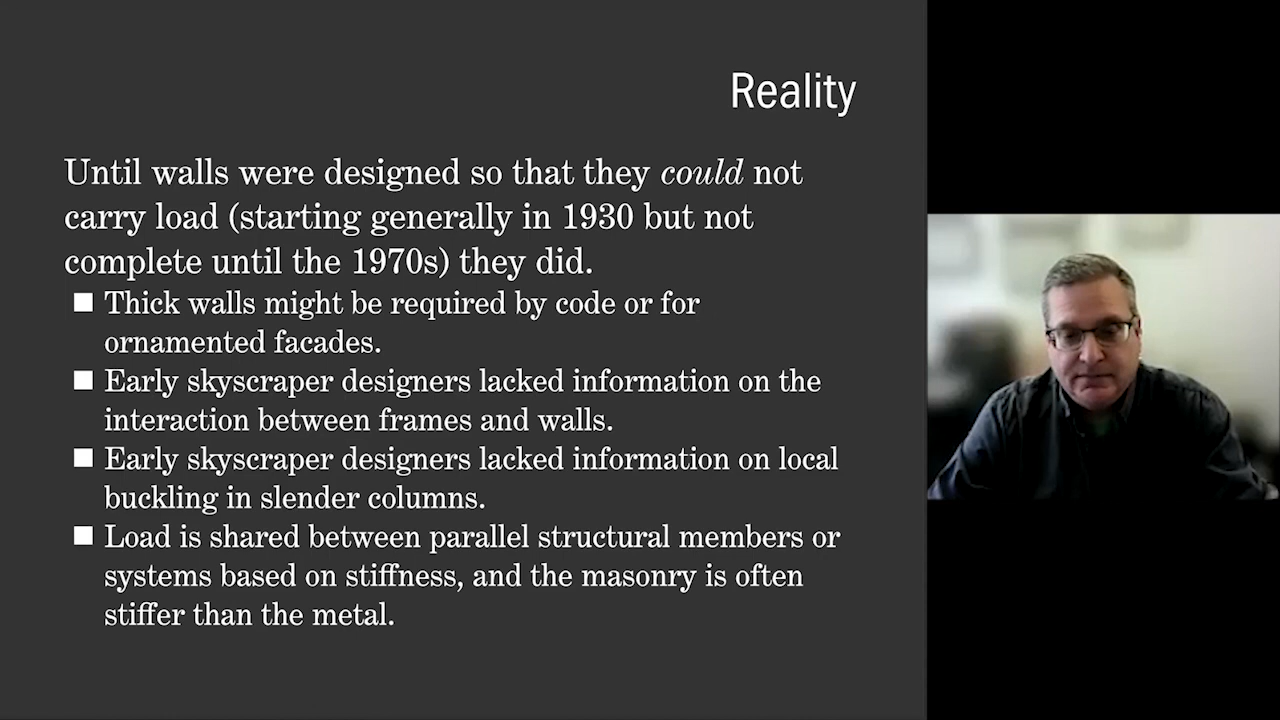 Reality
Until walls were designed so that they could not
carry load (starting generally in 1930 but not
complete until the 1970s) they did.
■ Thick walls might be required by code or for
ornamented facades.
■ Early skyscraper designers lacked information on the
interaction between frames and walls.
■ Early skyscraper designers lacked information on local
buckling in slender columns.
■ Load is shared between parallel structural members or
systems based on stiffness, and the masonry is often
stiffer than the metal.